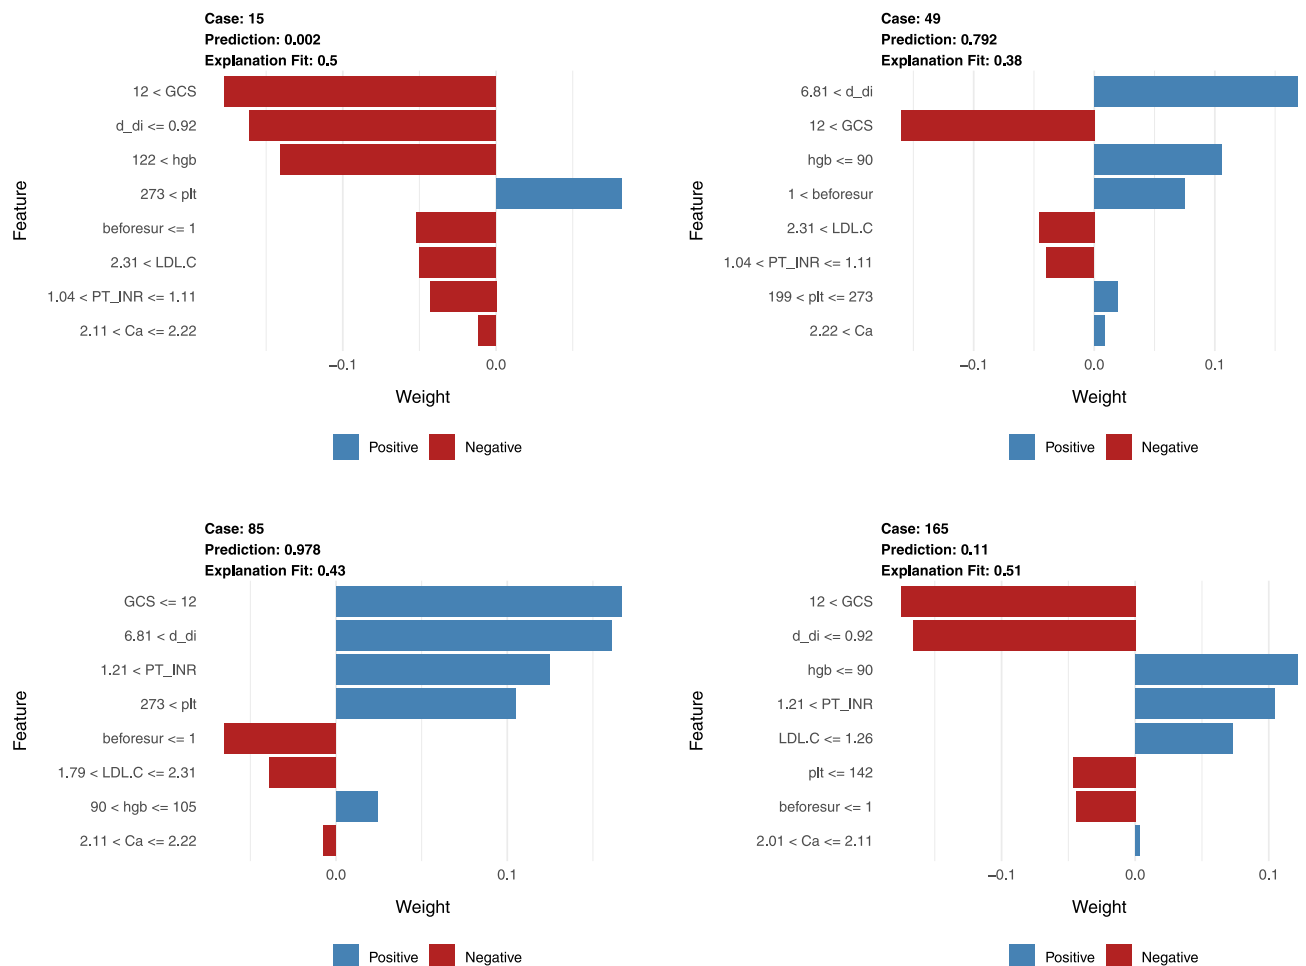 Case: 15
Prediction: 0.002
Explanation Fit: 0.5
Feature
12 < GCS
d_di <= 0.92
122 < hgb
273 < plt
beforesur <= 1
2.31 < LDL.C
1.04 < PT_INR <= 1.11
2.11 < Ca <= 2.22
−0.1 0.0
Weight
Positive Negative
Case: 49
Prediction: 0.792
Explanation Fit: 0.38
Feature
6.81 < d_di
12 < GCS
hgb <= 90
1 < beforesur
2.31 < LDL.C
1.04 < PT_INR <= 1.11
199 < plt <= 273
2.22 < Ca
−0.1 0.0 0.1
Weight
Positive Negative
Case: 85
Prediction: 0.978
Explanation Fit: 0.43
Feature
GCS <= 12
6.81 < d_di
1.21 < PT_INR
273 < plt
beforesur <= 1
1.79 < LDL.C <= 2.31
90 < hgb <= 105
2.11 < Ca <= 2.22
0.0 0.1
Weight
Positive Negative
Case: 165
Prediction: 0.11
Explanation Fit: 0.51
Feature
12 < GCS
d_di <= 0.92
hgb <= 90
1.21 < PT_INR
LDL.C <= 1.26
plt <= 142
beforesur <= 1
2.01 < Ca <= 2.11
−0.1 0.0 0.1
Weight
Positive Negative